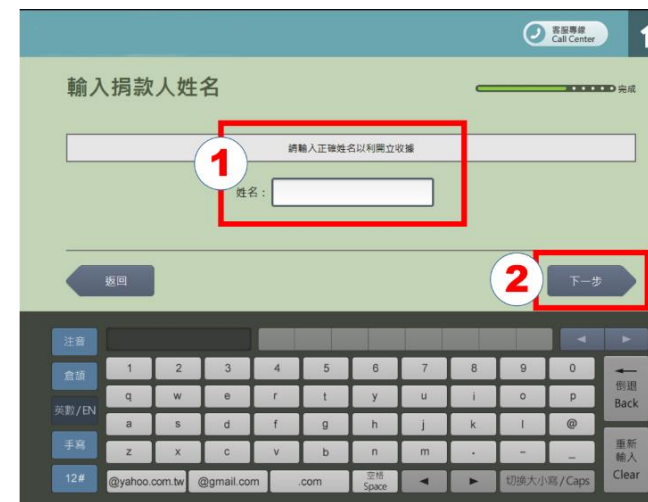 客服專線
Call Center
輸入捐款人姓名
完成
請輸入正確姓名以利開立收據
1
姓名：
返回
2
下一步
注音
倉頡
英數/EN
手寫
12#
1 2 3 4 5 6 7 8 9 0
q w e r t y u i o p
a s d f g h j k l @
z x c v b n m . - _
@yahoo.com.tw @gmail.com .com 空格 Space ◄ ► 切換大小寫/Caps
倒退
Back
重新
輸入
Clear